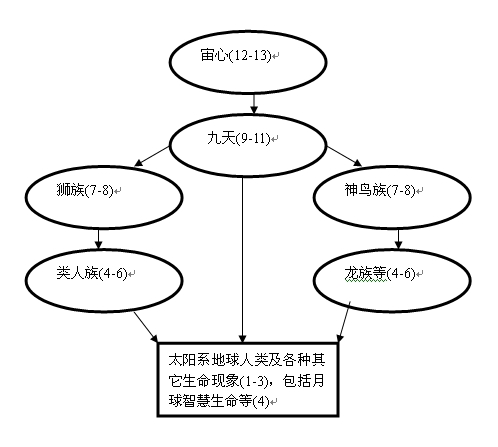 宙心(12-13)
九天(9-11)
狮族(7-8)
神鸟族(7-8)
类人族(4-6)
龙族等(4-6)
太阳系地球人类及各种其
它生命现象(1-3)，包括月
球智慧生命等(4)